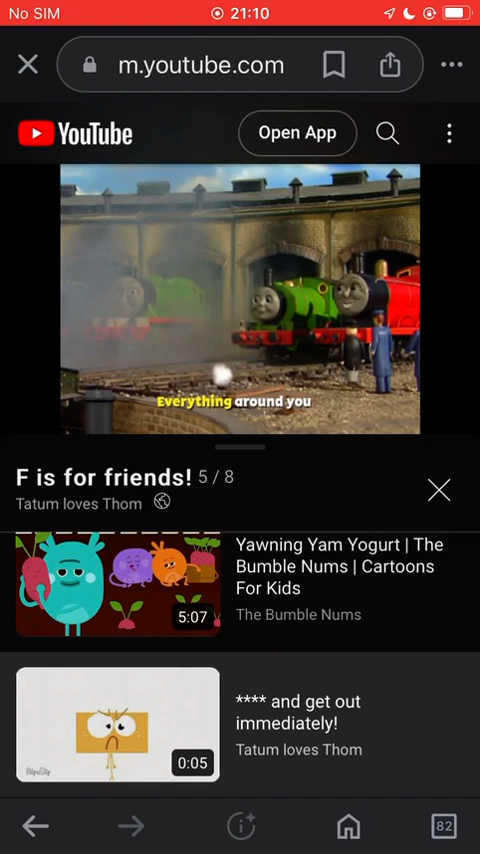 No SIM 21:10
m.youtube.com
YouTube Open App
Everything around you
F is for friends! 5 / 8
Tatum loves Thom
Yawning Yam Yogurt | The
Bumble Nums | Cartoons
For Kids
5:07
The Bumble Nums
**** and get out
immediately!
0:05
Tatum loves Thom
82